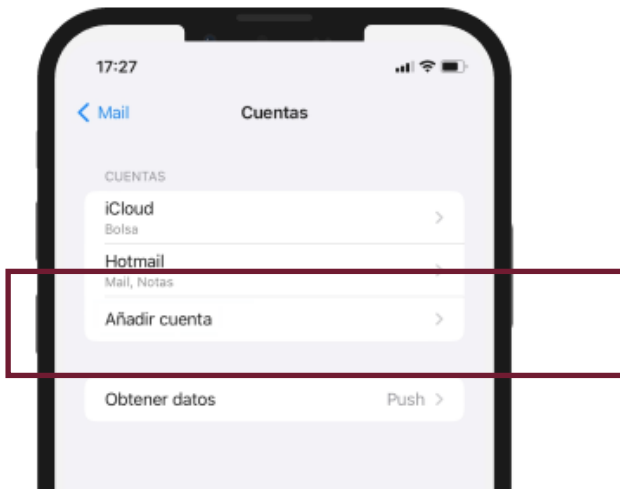 17:27
Mail
Cuentas
CUENTAS
iCloud
Bolsa
Hotmail
Mail, Notas
Añadir cuenta
Obtener datos Push